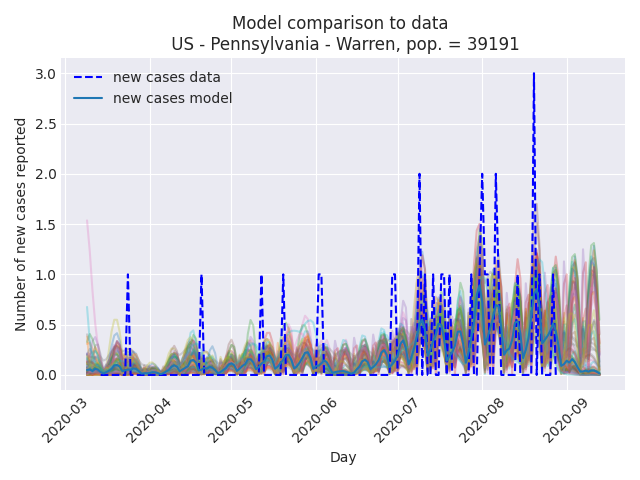 Model comparison to data
US - Pennsylvania - Warren, pop. = 39191
new cases data
new cases model
Number of new cases reported
3.0
2.5
2.0
1.5
1.0
0.5
0.0
2020-03
2020-04
2020-05
2020-06
2020-07
2020-08
2020-09
Day